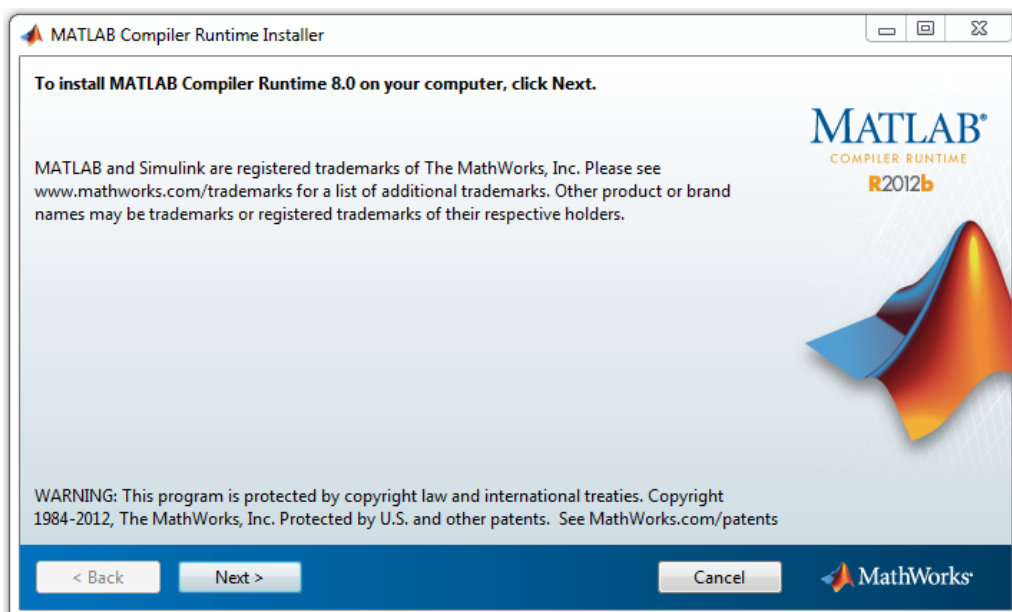 MATLAB Compiler Runtime Installer
To install MATLAB Compiler Runtime 8.0 on your computer, click Next.
MATLAB®
COMPILER RUNTIME
R2012b
MATLAB and Simulink are registered trademarks of The MathWorks, Inc. Please see
www.mathworks.com/trademarks for a list of additional trademarks. Other product or brand
names may be trademarks or registered trademarks of their respective holders.
WARNING: This program is protected by copyright law and international treaties. Copyright
1984-2012, The MathWorks, Inc. Protected by U.S. and other patents.  See MathWorks.com/patents
< Back
Next >
Cancel
MathWorks®